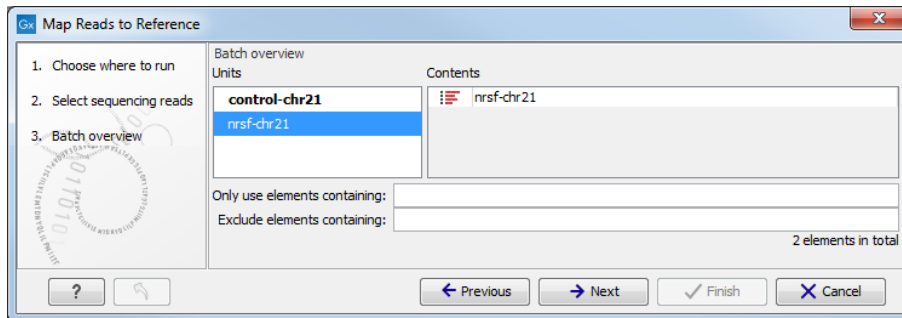 Gx Map Reads to Reference
1. Choose where to run
2. Select sequencing reads
3. Batch overview
Batch overview
Units
control-chr21
nrsf-chr21
Contents
nrsf-chr21
Only use elements containing:
Exclude elements containing:
2 elements in total
?
Previous
Next
Finish
Cancel